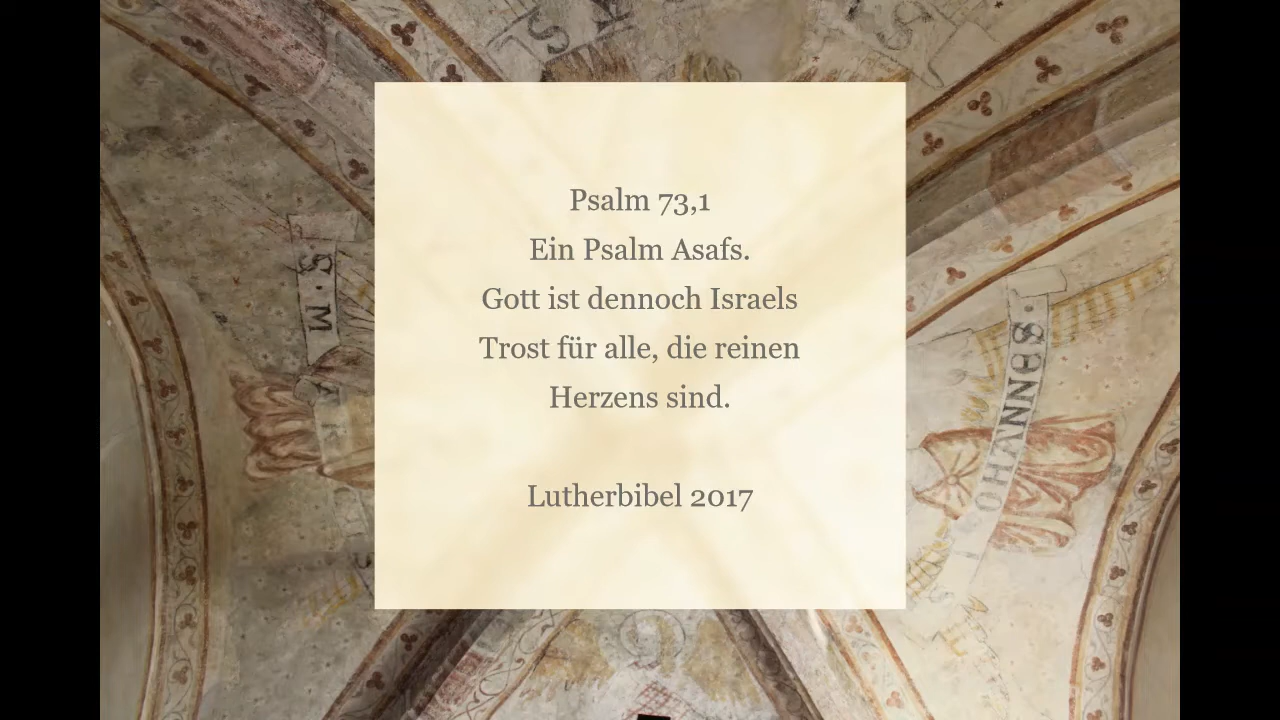 Psalm 73,1
Ein Psalm Asafs.
Gott ist dennoch Israels
Trost für alle, die reinen
Herzens sind.
Lutherbibel 2017
S·M
S·JOHANNES